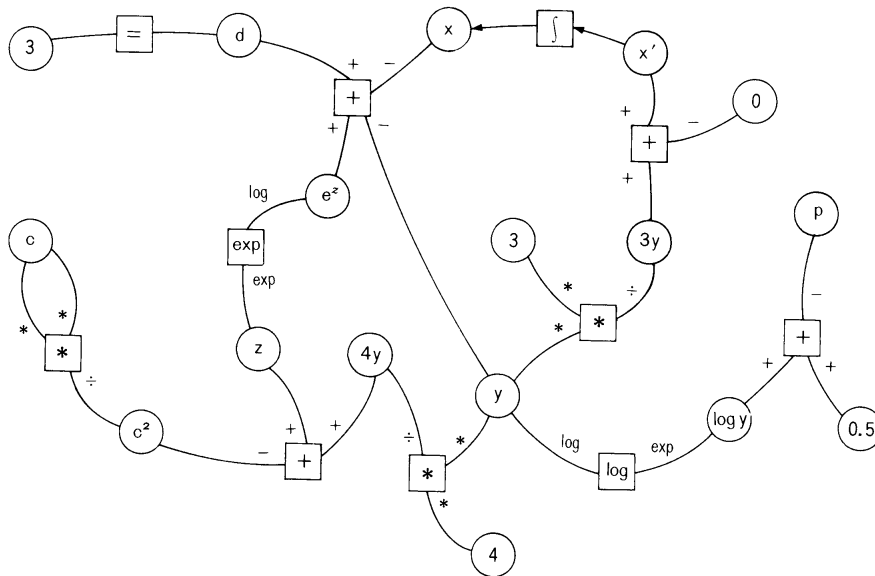 3 = d + - x ∫ x′
+ + - + - 0
+
log e^z
exp
exp
c 3 3y p
* * * ÷ -
* * * +
÷ + +
z 4y y
c² - + + + ÷ * log exp log y 0.5
+ * log
*
4